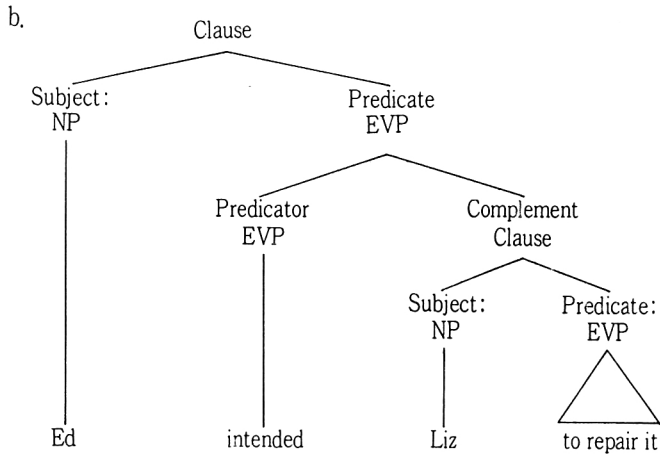 b.
Clause
Subject: Predicate
NP EVP
Predicator Complement
EVP Clause
Subject: Predicate:
NP EVP
Ed intended Liz to repair it